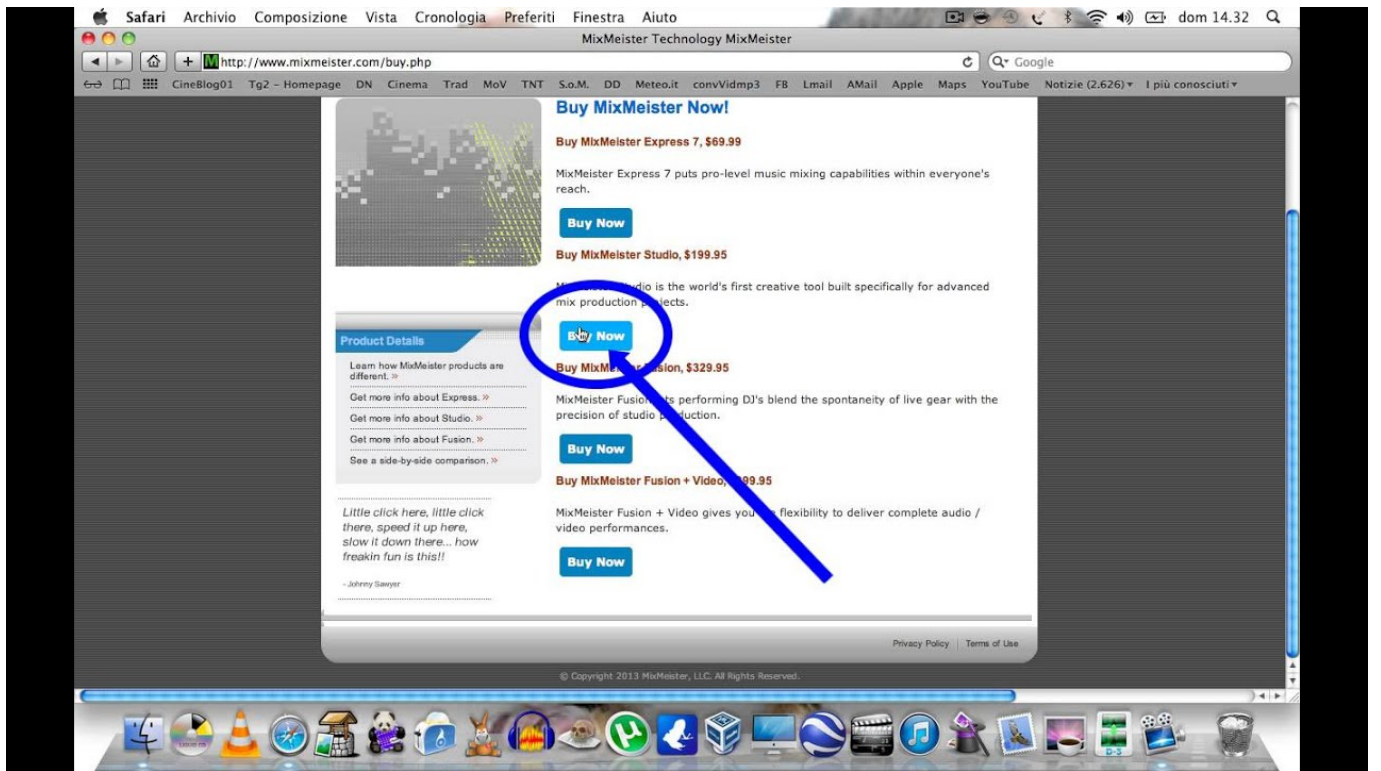 Safari Archivio Composizione Vista Cronologia Preferiti Finestra Aiuto dom 14.32
MixMeister Technology MixMeister
http://www.mixmeister.com/buy.php Google
CineBlog01 Tg2 - Homepage DN Cinema Trad MoV TNT S.o.M. DD Meteo.it convVidmp3 FB Lmail AMail Apple Maps YouTube Notizie (2.626) I più conosciuti
Buy MixMeister Now!
Buy MixMeister Express 7, $69.99
MixMeister Express 7 puts pro-level music mixing capabilities within everyone's
reach.
Buy Now
Buy MixMeister Studio, $199.95
is the world's first creative tool built specifically for advanced
mix production projects.
Buy Now
Buy MixMeister Fusion, $329.95
MixMeister Fusion performing DJ's blend the spontaneity of live gear with the
precision of studio production.
Buy Now
Buy MixMeister Fusion + Video,
MixMeister Fusion + Video gives you flexibility to deliver complete audio /
video performances.
Buy Now
Product Details
Learn how MixMeister products are
different. »
Get more info about Express. »
Get more info about Studio. »
Get more info about Fusion. »
See a side-by-side comparison. »
Little click here, little click
there, speed it up here,
slow it down there... how
freakin fun is this!!
- Johnny Sawyer
Privacy Policy | Terms of Use
© Copyright 2013 MixMeister, LLC. All Rights Reserved.
D-3